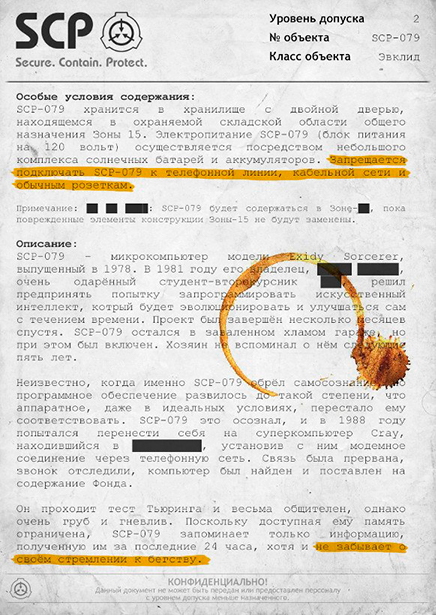 SCP
Secure. Contain. Protect.
Уровень допуска 2
№ объекта SCP-079
Класс объекта Эвклид
Особые условия содержания:
SCP-079 хранится в хранилище с двойной дверью,
находящемся в охраняемой складской области общего
назначения Зоны 15. Электропитание SCP-079 (блок питания
на 120 вольт) осуществляется посредством небольшого
комплекса солнечных батарей и аккумуляторов. Запрещается
подключать SCP-079 к телефонной линии, кабельной сети и
обычным розеткам.
Примечание: : SCP-079 будет содержаться в Зоне- , пока
поврежденные элементы конструкции Зоны-15 не будут заменены.
Описание:
SCP-079 - микрокомпьютер модели Exidy Sorcerer,
выпущенный в 1978. В 1981 году его владелец, ,
очень одарённый студент-второкурсник решил
предпринять попытку запрограммировать искусственный
интеллект, котрый будет эволюционировать и улучшаться сам
с течением времени. Проект был завершён несколько месяцев
спустя. SCP-079 остался в заваленном хламом гараже, но
при этом был включен. Хозяин не вспоминал о нём следующие
пять лет.
Неизвестно, когда именно SCP-079 обрёл самосознание, но
программное обеспечение развилось до такой степени, что
аппаратное, даже в идеальных условиях, перестало ему
соответствовать. SCP-079 это осознал, и в 1988 году
попытался перенести себя на суперкомпьютер Cray,
находившийся в , установив с ним модемное
соединение через телефонную сеть. Связь была прервана,
звонок отследили, компьютер был найден и поставлен на
содержание Фонда.
Он проходит тест Тьюринга и весьма общителен, однако
очень груб и гневлив. Поскольку доступная ему память
ограничена, SCP-079 запоминает только информацию,
полученную им за последние 24 часа, хотя и не забывает о
своём стремлении к бегству.
КОНФИДЕНЦИАЛЬНО!
Данный документ не может быть передан или предоставлен персоналу
с уровнем допуска меньше назначенного.